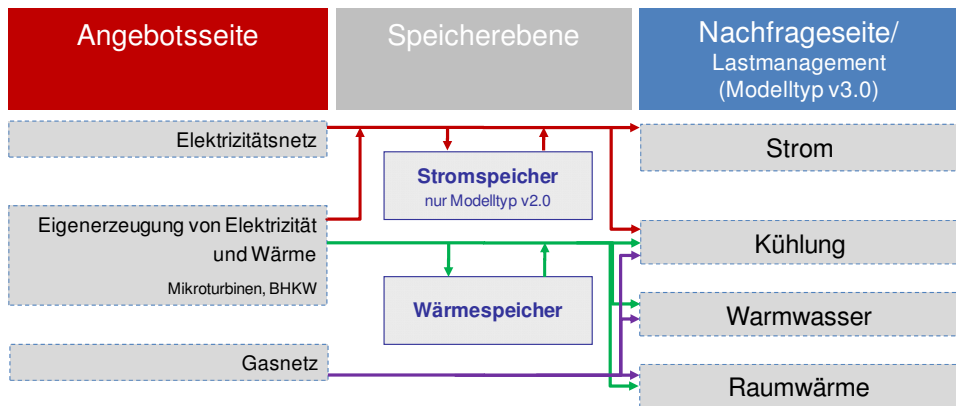 Angebotsseite
Speicherebene
Nachfrageseite/
Lastmanagement
(Modelltyp v3.0)
Elektrizitätsnetz
Strom
Stromspeicher
nur Modelltyp v2.0
Eigenerzeugung von Elektrizität
und Wärme
Mikroturbinen, BHKW
Kühlung
Wärmespeicher
Warmwasser
Gasnetz
Raumwärme